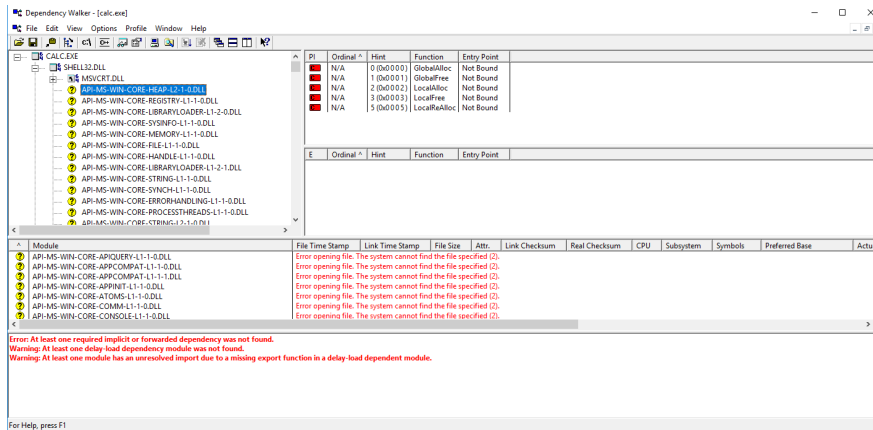 Dependency Walker - [calc.exe]
File Edit View Options Profile Window Help
CALC.EXE
SHELL32.DLL
MSVCRT.DLL
API-MS-WIN-CORE-HEAP-L2-1-0.DLL
API-MS-WIN-CORE-REGISTRY-L1-1-0.DLL
API-MS-WIN-CORE-LIBRARYLOADER-L1-2-0.DLL
API-MS-WIN-CORE-SYSINFO-L1-1-0.DLL
API-MS-WIN-CORE-MEMORY-L1-1-0.DLL
API-MS-WIN-CORE-FILE-L1-1-0.DLL
API-MS-WIN-CORE-HANDLE-L1-1-0.DLL
API-MS-WIN-CORE-LIBRARYLOADER-L1-2-1.DLL
API-MS-WIN-CORE-STRING-L1-1-0.DLL
API-MS-WIN-CORE-SYNCH-L1-1-0.DLL
API-MS-WIN-CORE-ERRORHANDLING-L1-1-0.DLL
API-MS-WIN-CORE-PROCESSTHREADS-L1-1-0.DLL
API-MS-WIN-CORE-STRING-L2-1-0.DLL
PI Ordinal ^ Hint Function Entry Point
C N/A 0 (0x0000) GlobalAlloc Not Bound
C N/A 1 (0x0001) GlobalFree Not Bound
C N/A 2 (0x0002) LocalAlloc Not Bound
C N/A 3 (0x0003) LocalFree Not Bound
C N/A 5 (0x0005) LocalReAlloc Not Bound
E Ordinal ^ Hint Function Entry Point
^ Module File Time Stamp Link Time Stamp File Size Attr. Link Checksum Real Checksum CPU Subsystem Symbols Preferred Base Actu
API-MS-WIN-CORE-APIQUERY-L1-1-0.DLL Error opening file. The system cannot find the file specified (2).
API-MS-WIN-CORE-APPCOMPAT-L1-1-0.DLL Error opening file. The system cannot find the file specified (2).
API-MS-WIN-CORE-APPCOMPAT-L1-1-1.DLL Error opening file. The system cannot find the file specified (2).
API-MS-WIN-CORE-APPINIT-L1-1-0.DLL Error opening file. The system cannot find the file specified (2).
API-MS-WIN-CORE-ATOMS-L1-1-0.DLL Error opening file. The system cannot find the file specified (2).
API-MS-WIN-CORE-COMM-L1-1-0.DLL Error opening file. The system cannot find the file specified (2).
API-MS-WIN-CORE-CONSOLE-L1-1-0.DLL Error opening file. The system cannot find the file specified (2).
Error: At least one required implicit or forwarded dependency was not found.
Warning: At least one delay-load dependency module was not found.
Warning: At least one module has an unresolved import due to a missing export function in a delay-load dependent module.
For Help, press F1